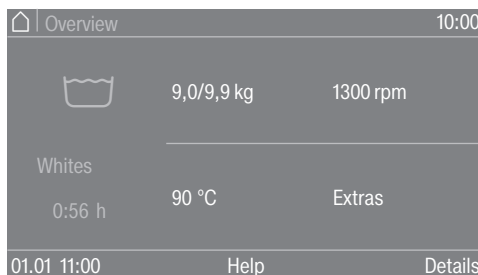 Overview 10:00
9,0/9,9 kg 1300 rpm
Whites
0:56 h
90 °C Extras
01.01 11:00 Help Details